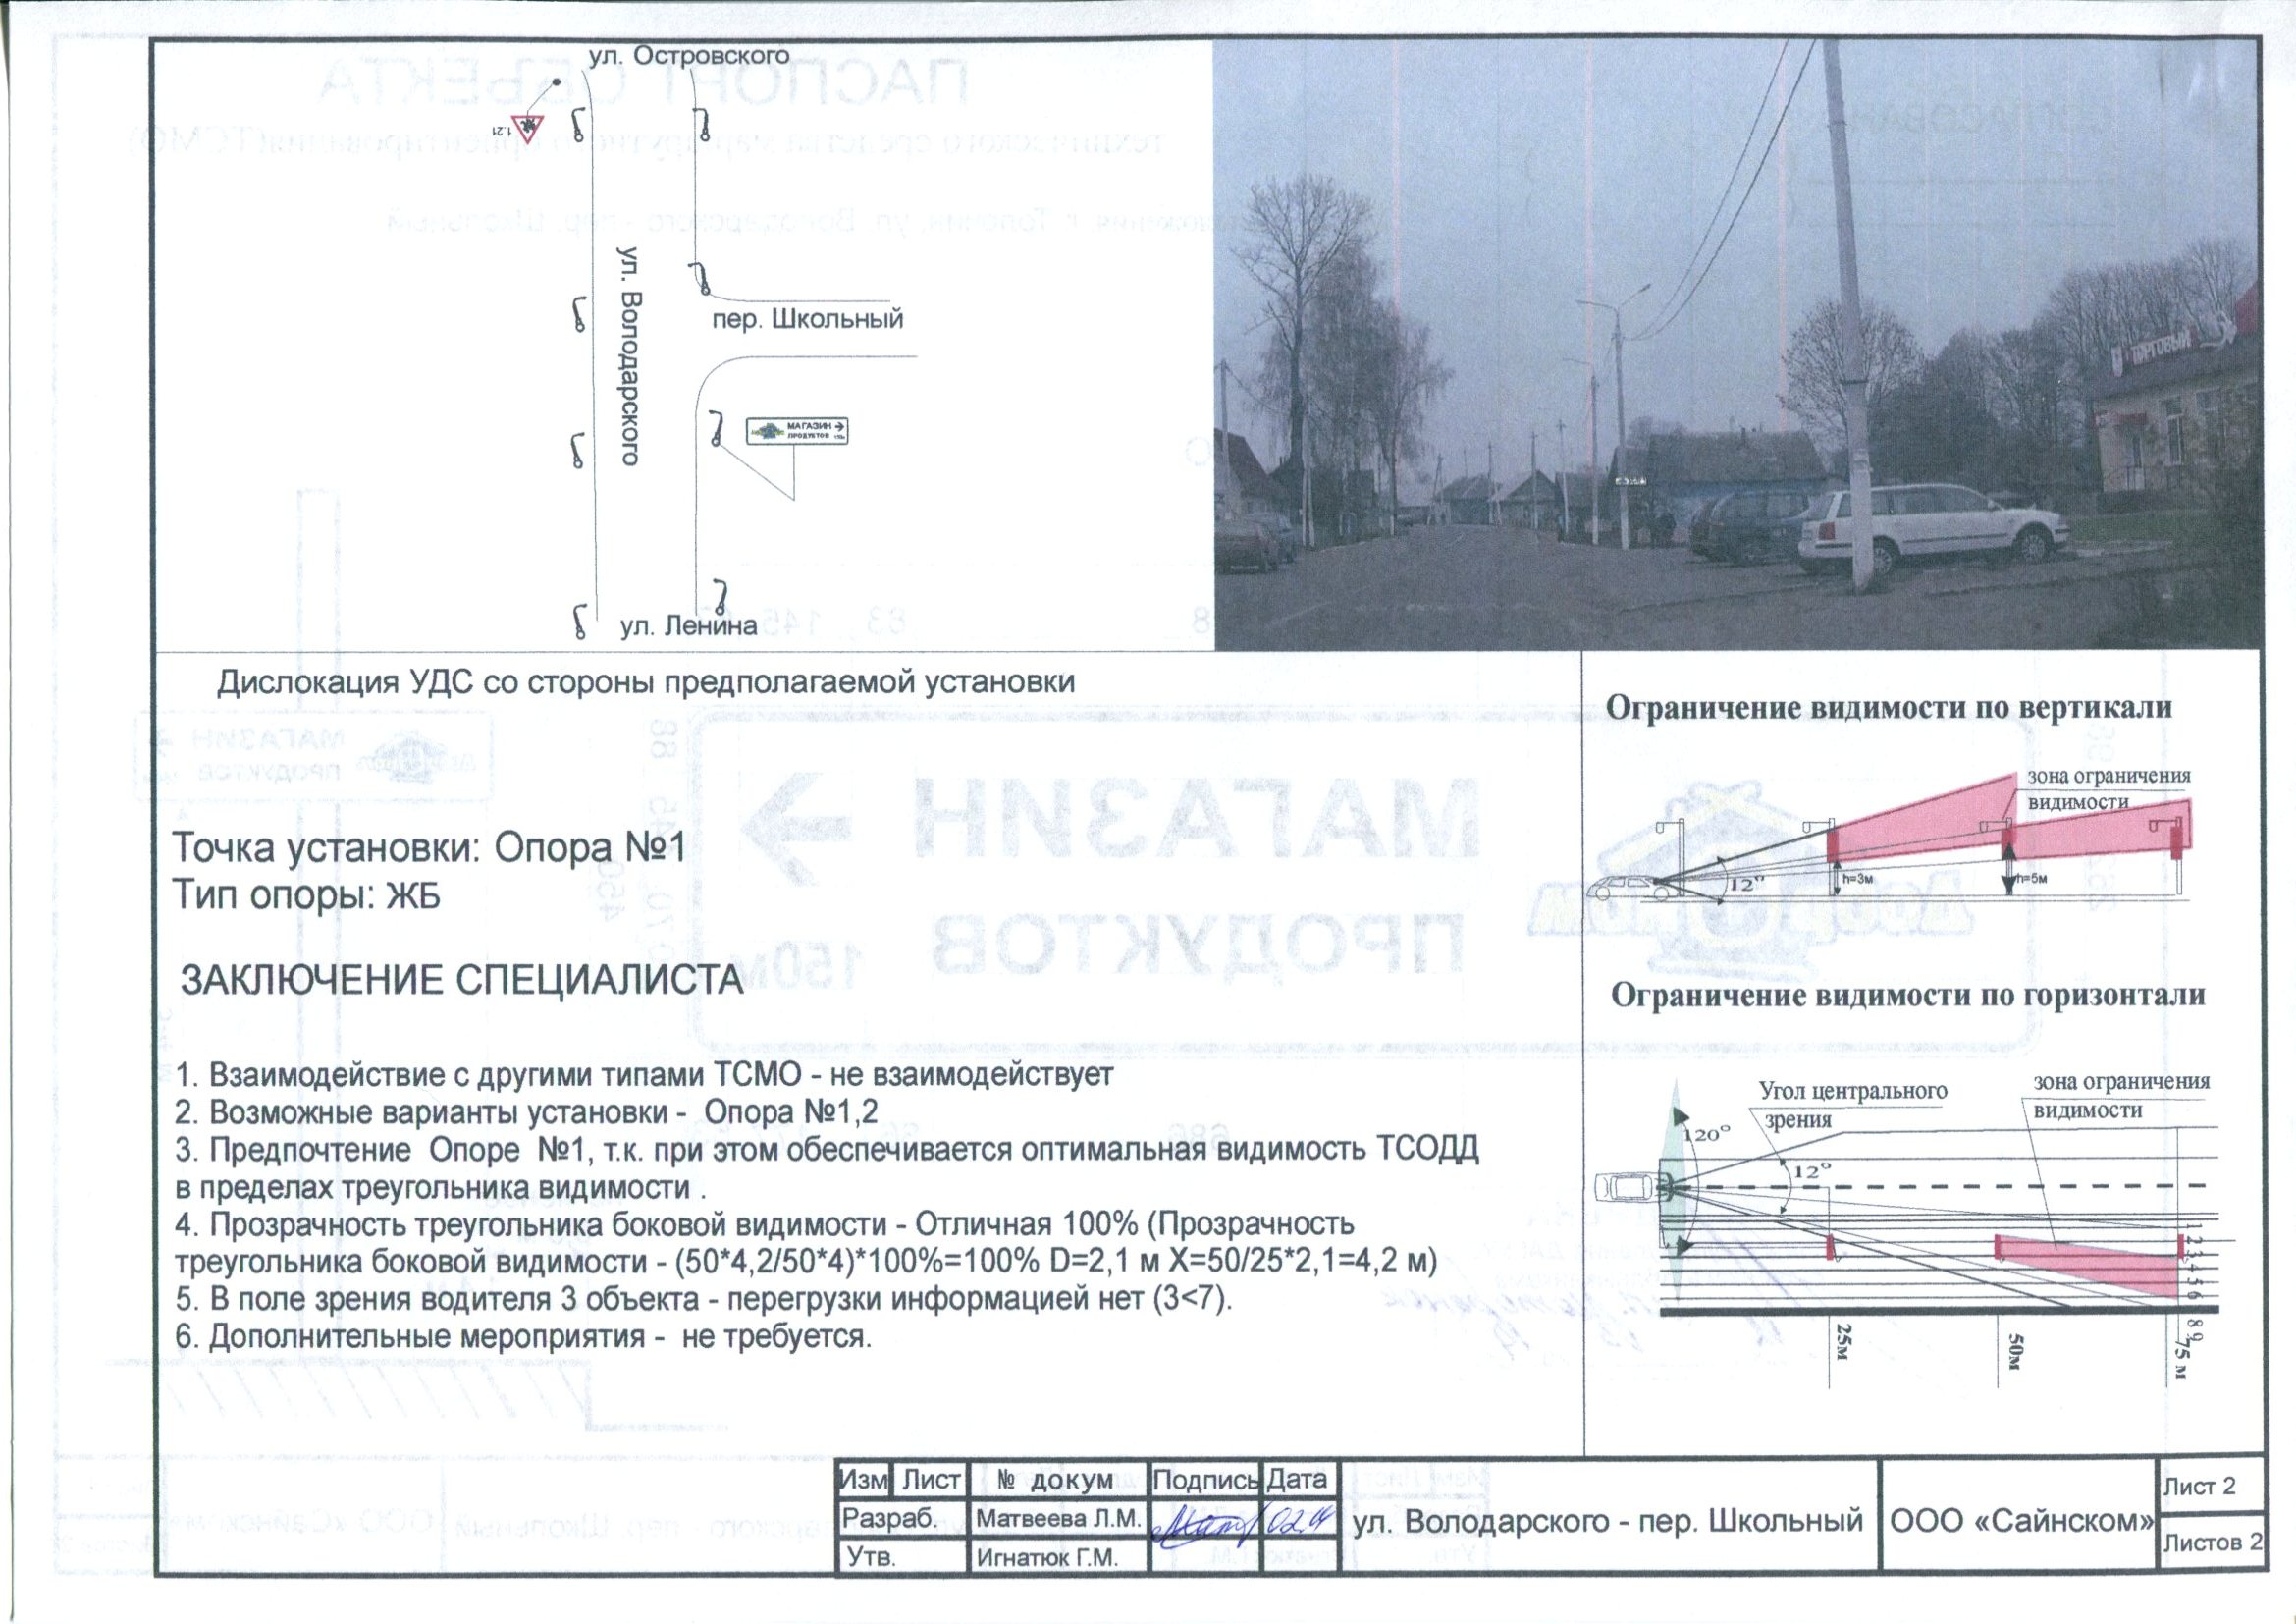 ул. Островского
1.21
ул. Володарского
пер. Школьный
МАГАЗИН
ПРОДУКТОВ
ул. Ленина
ТОРГОВЫЙ
Дислокация УДС со стороны предполагаемой установки
Точка установки: Опора №1
Тип опоры: ЖБ
ЗАКЛЮЧЕНИЕ СПЕЦИАЛИСТА
1. Взаимодействие с другими типами ТСМО - не взаимодействует
2. Возможные варианты установки - Опора №1,2
3. Предпочтение Опоре №1, т.к. при этом обеспечивается оптимальная видимость ТСОДД
в пределах треугольника видимости .
4. Прозрачность треугольника боковой видимости - Отличная 100% (Прозрачность
треугольника боковой видимости - (50*4,2/50*4)*100%=100% D=2,1 м X=50/25*2,1=4,2 м)
5. В поле зрения водителя 3 объекта - перегрузки информацией нет (3<7).
6. Дополнительные мероприятия - не требуется.
Ограничение видимости по вертикали
зона ограничения
видимости
12°
h=3м
h=5м
Ограничение видимости по горизонтали
Угол центрального
зрения
зона ограничения
видимости
120°
12°
1 2 3 4 5 6 8 9
25м
50м
75 м
Изм Лист № докум Подпись Дата
Разраб. Матвеева Л.М.
Утв. Игнатюк Г.М.
ул. Володарского - пер. Школьный
ООО «Сайнском»
Лист 2
Листов 2